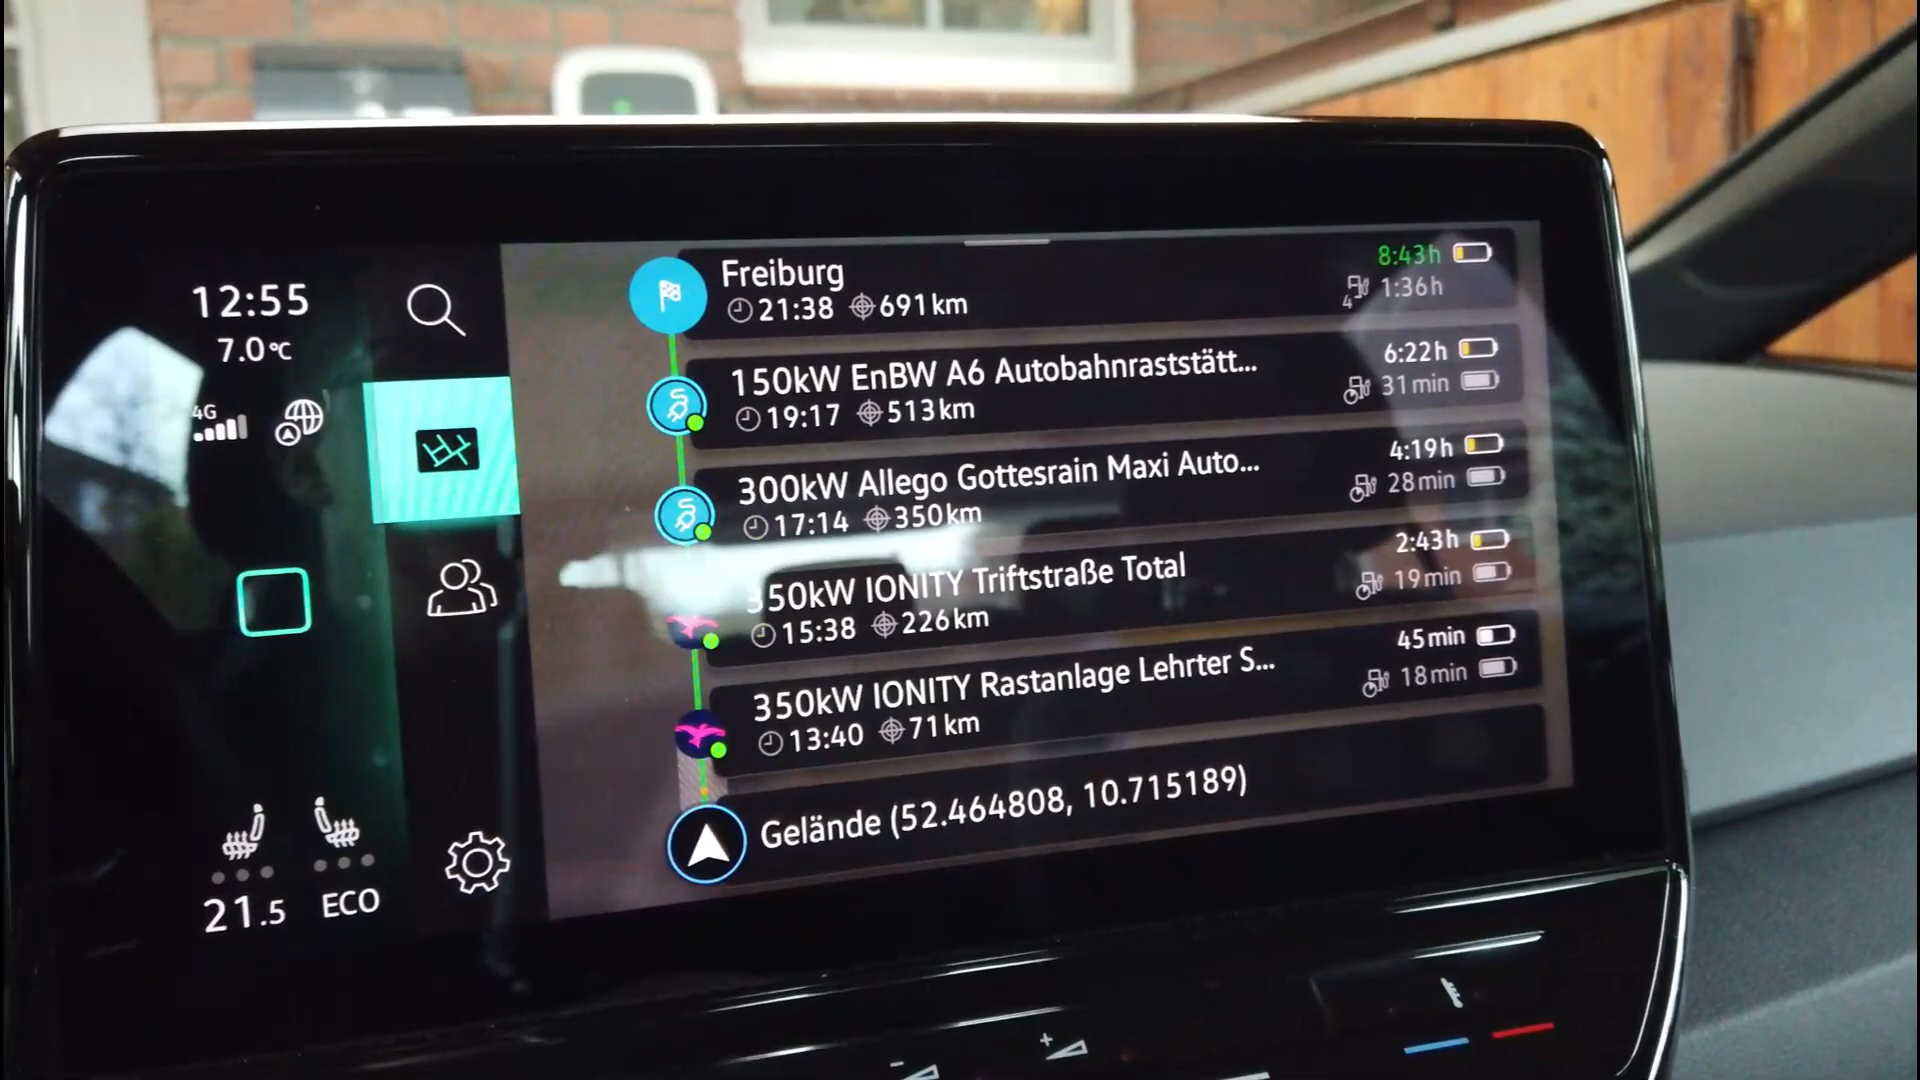 12:55
7.0°C
4G
21.5
ECO
Freiburg
21:38 691km
8:43h
4 1:36h
150kW EnBW A6 Autobahnraststätt...
19:17 513km
6:22h
31min
300kW Allego Gottesrain Maxi Auto...
17:14 350km
4:19h
28min
350kW IONITY Triftstraße Total
15:38 226km
2:43h
19min
350kW IONITY Rastanlage Lehrter S...
13:40 71km
45min
18min
Gelände (52.464808, 10.715189)